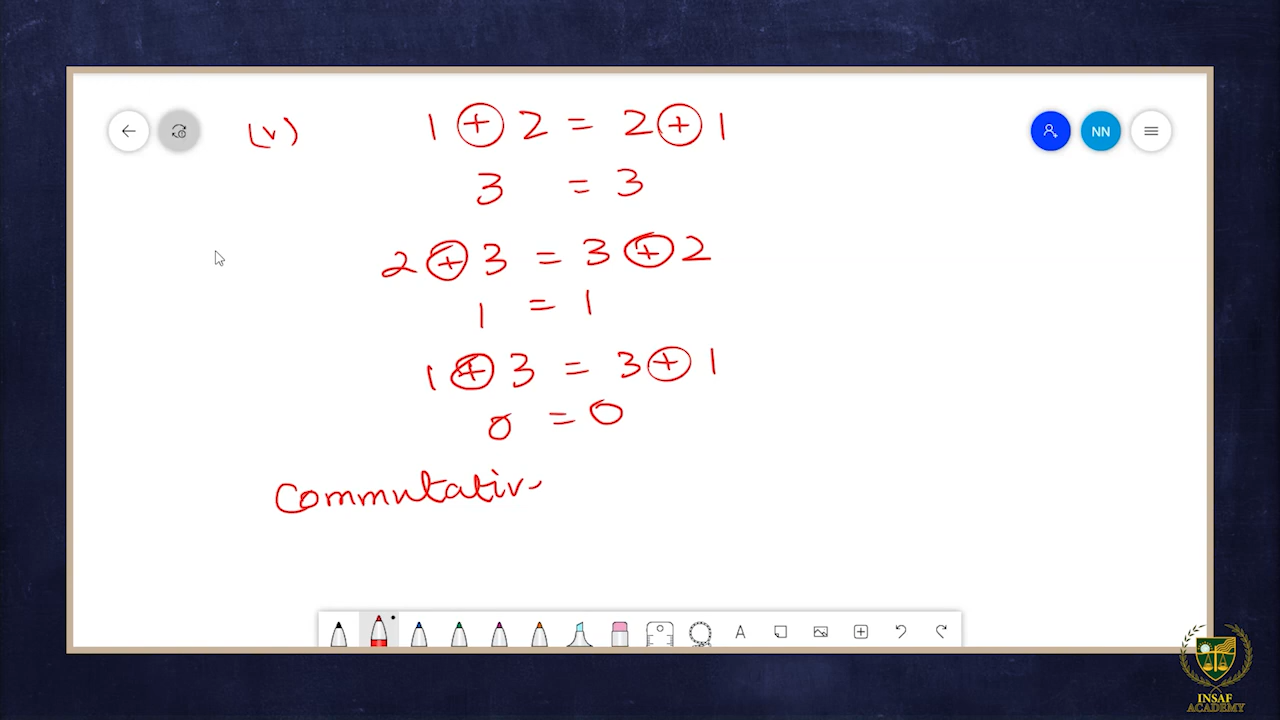 (v) 1 ⊕ 2 = 2 ⊕ 1
3 = 3
2 ⊕ 3 = 3 ⊕ 2
1 = 1
1 ⊕ 3 = 3 ⊕ 1
0 = 0
Commutativ
NN
A
INSAF
ACADEMY